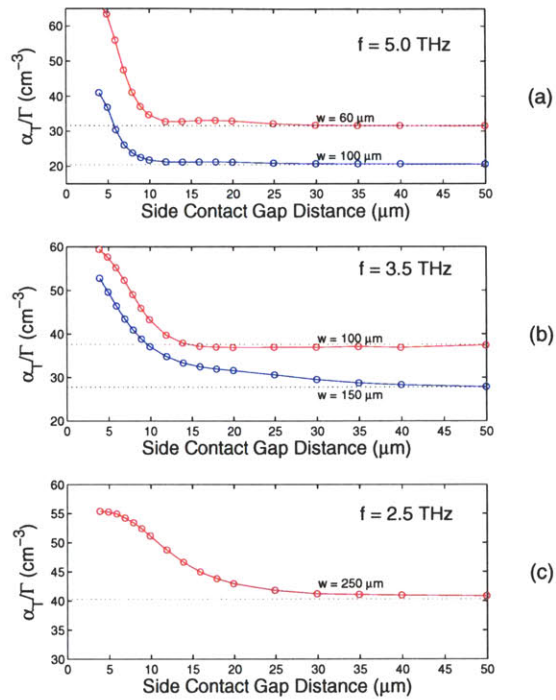 65
60
50
40
30
20
α_T/Γ (cm⁻³)
f = 5.0 THz
w = 60 μm
w = 100 μm
0 5 10 15 20 25 30 35 40 45 50
Side Contact Gap Distance (μm)
(a)
60
50
40
30
20
α_T/Γ (cm⁻³)
f = 3.5 THz
w = 100 μm
w = 150 μm
0 5 10 15 20 25 30 35 40 45 50
Side Contact Gap Distance (μm)
(b)
60
55
50
45
40
35
30
α_T/Γ (cm⁻³)
f = 2.5 THz
w = 250 μm
0 5 10 15 20 25 30 35 40 45 50
Side Contact Gap Distance (μm)
(c)